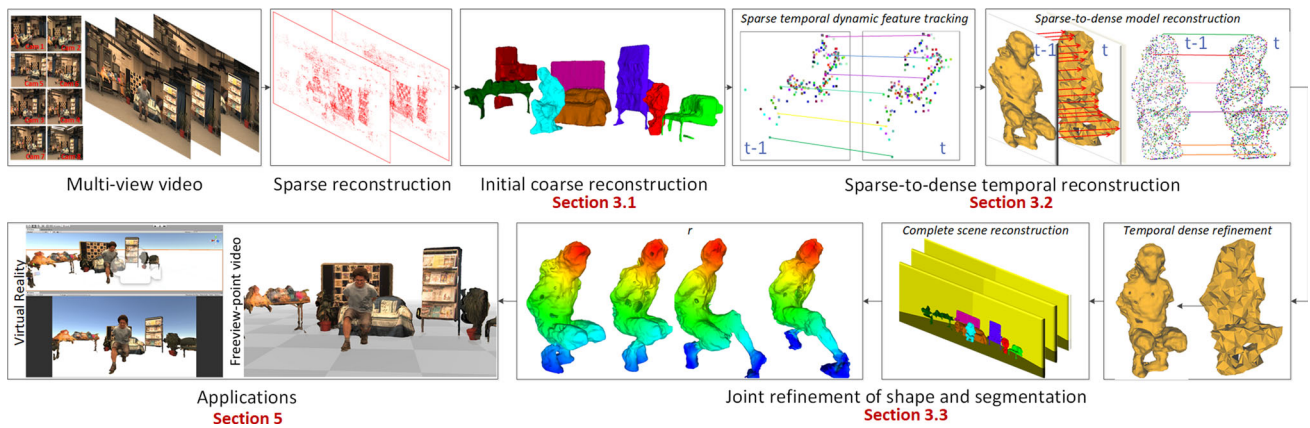 Sparse temporal dynamic feature tracking
Sparse-to-dense model reconstruction
t-1
t
t-1
t
t-1
t
Multi-view video
Sparse reconstruction
Initial coarse reconstruction
Section 3.1
Sparse-to-dense temporal reconstruction
Section 3.2
Virtual Reality
Freeview-point video
r
Complete scene reconstruction
Temporal dense refinement
Applications
Section 5
Joint refinement of shape and segmentation
Section 3.3